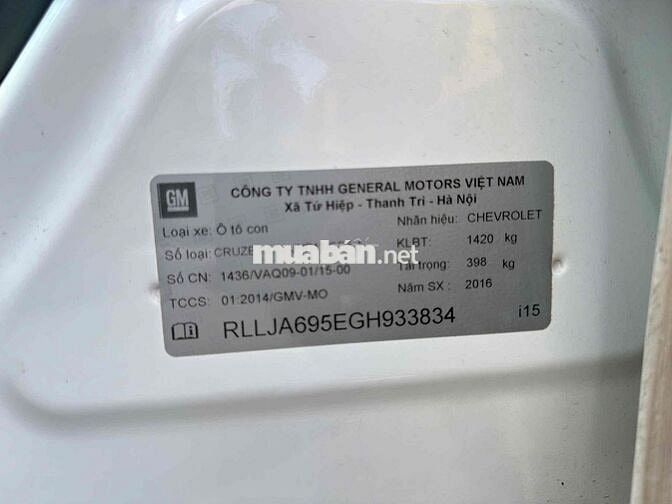 GM
CÔNG TY TNHH GENERAL MOTORS VIỆT NAM
Xã Tứ Hiệp - Thanh Trì - Hà Nội
Loại xe: Ô tô con
Nhãn hiệu: CHEVROLET
Số loại: CRUZE
KLBT: 1420 kg
muaban.net
Số CN: 1436/VAQ09-01/15-00
Tải trọng: 398 kg
TCCS: 01:2014/GMV-MO
Năm SX : 2016
RLLJA695EGH933834
i15